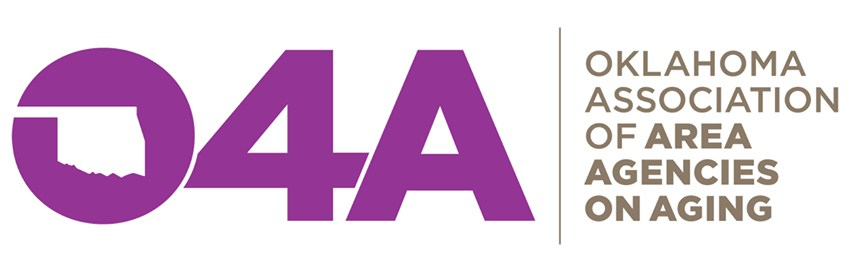 O4A
OKLAHOMA
ASSOCIATION
OF AREA
AGENCIES
ON AGING